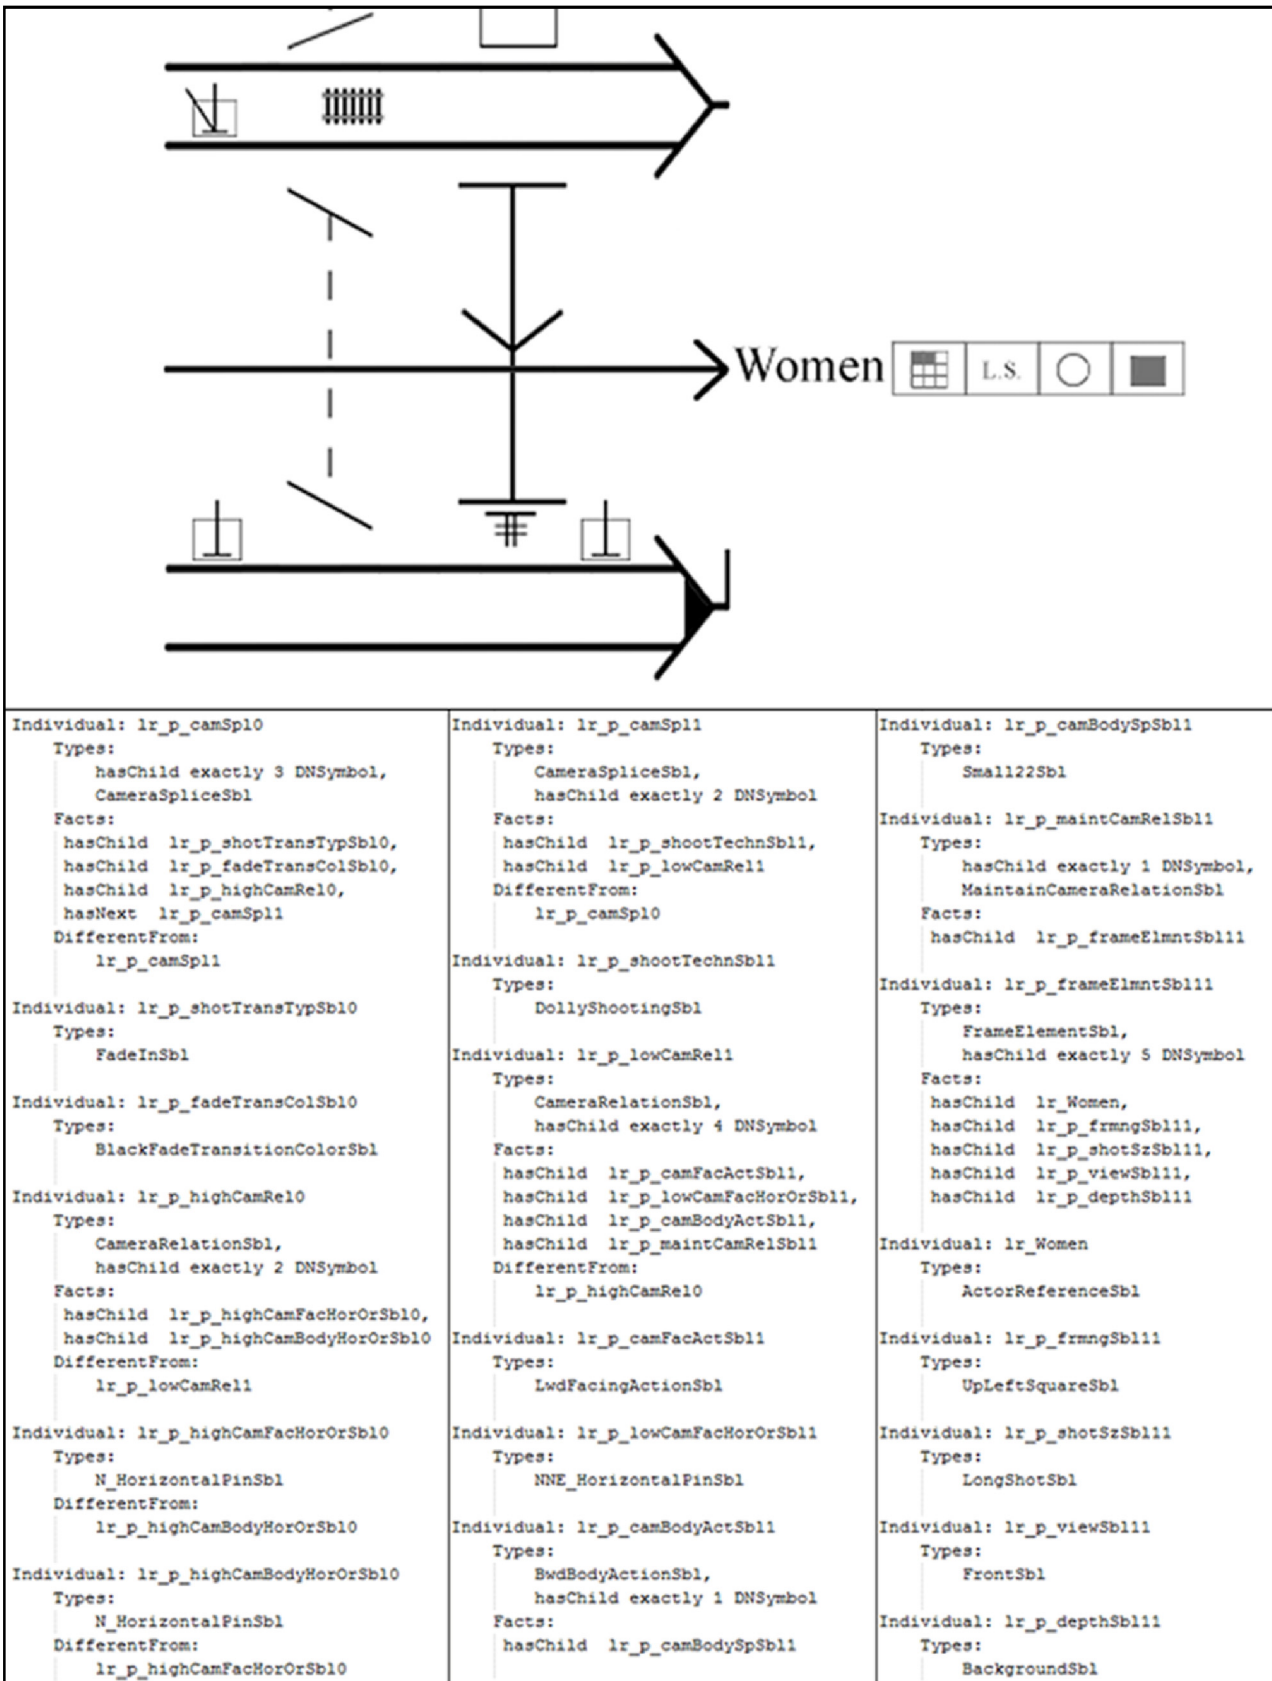 Women
L.S.
Individual: lr_p_camSpl0
Types:
hasChild exactly 3 DNSymbol,
CameraSpliceSbl
Facts:
hasChild lr_p_shotTransTypSbl0,
hasChild lr_p_fadeTransColSbl0,
hasChild lr_p_highCamRel0,
hasNext lr_p_camSpl1
DifferentFrom:
lr_p_camSpl1
Individual: lr_p_shotTransTypSbl0
Types:
FadeInSbl
Individual: lr_p_fadeTransColSbl0
Types:
BlackFadeTransitionColorSbl
Individual: lr_p_highCamRel0
Types:
CameraRelationSbl,
hasChild exactly 2 DNSymbol
Facts:
hasChild lr_p_highCamFacHorOrSbl0,
hasChild lr_p_highCamBodyHorOrSbl0
DifferentFrom:
lr_p_lowCamRel1
Individual: lr_p_highCamFacHorOrSbl0
Types:
N_HorizontalPinSbl
DifferentFrom:
lr_p_highCamBodyHorOrSbl0
Individual: lr_p_highCamBodyHorOrSbl0
Types:
N_HorizontalPinSbl
DifferentFrom:
lr_p_highCamFacHorOrSbl0
Individual: lr_p_camSpl1
Types:
CameraSpliceSbl,
hasChild exactly 2 DNSymbol
Facts:
hasChild lr_p_shootTechnSbl1,
hasChild lr_p_lowCamRel1
DifferentFrom:
lr_p_camSpl0
Individual: lr_p_shootTechnSbl1
Types:
DollyShootingSbl
Individual: lr_p_lowCamRel1
Types:
CameraRelationSbl,
hasChild exactly 4 DNSymbol
Facts:
hasChild lr_p_camFacActSbl1,
hasChild lr_p_lowCamFacHorOrSbl1,
hasChild lr_p_camBodyActSbl1,
hasChild lr_p_maintCamRelSbl1
DifferentFrom:
lr_p_highCamRel0
Individual: lr_p_camFacActSbl1
Types:
LwdFacingActionSbl
Individual: lr_p_lowCamFacHorOrSbl1
Types:
NNE_HorizontalPinSbl
Individual: lr_p_camBodyActSbl1
Types:
BwdBodyActionSbl,
hasChild exactly 1 DNSymbol
Facts:
hasChild lr_p_camBodySpSbl1
Individual: lr_p_camBodySpSbl1
Types:
Small22Sbl
Individual: lr_p_maintCamRelSbl1
Types:
hasChild exactly 1 DNSymbol,
MaintainCameraRelationSbl
Facts:
hasChild lr_p_frameElmntSbl11
Individual: lr_p_frameElmntSbl11
Types:
FrameElementSbl,
hasChild exactly 5 DNSymbol
Facts:
hasChild lr_Women,
hasChild lr_p_frmngSbl11,
hasChild lr_p_shotSzSbl11,
hasChild lr_p_viewSbl11,
hasChild lr_p_depthSbl11
Individual: lr_Women
Types:
ActorReferenceSbl
Individual: lr_p_frmngSbl11
Types:
UpLeftSquareSbl
Individual: lr_p_shotSzSbl11
Types:
LongShotSbl
Individual: lr_p_viewSbl11
Types:
FrontSbl
Individual: lr_p_depthSbl11
Types:
BackgroundSbl